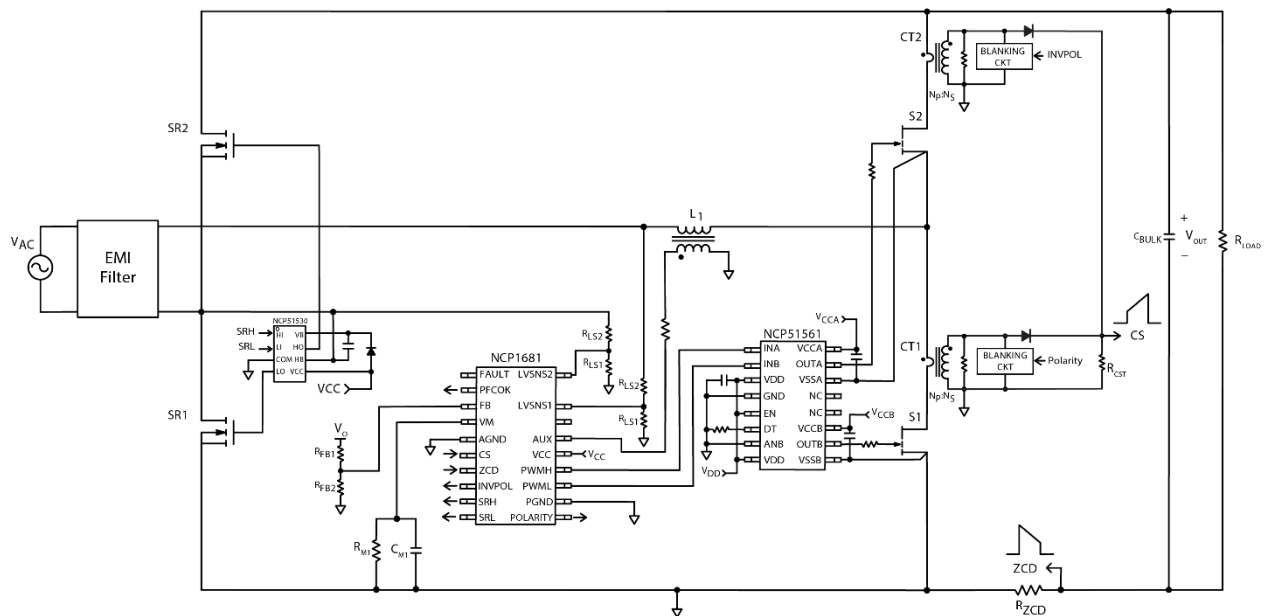 CT2
BLANKING
CKT
INVPOL
NP:NS
SR2
S2
L1
VAC
EMI
Filter
CBULK
+
VOUT
−
RLOAD
NCP51530
SRH
SRL
HI
LI
COM
LO
VB
HO
HB
VCC
VCC
RLS2
RLS1
RLS2
RLS1
NCP1681
FAULT
PFCOK
FB
VM
AGND
CS
ZCD
INVPOL
SRH
SRL
LVSNS2
LVSNS1
AUX
VCC
PWMH
PWML
PGND
POLARITY
VCC
VCCA
NCP51561
INA
INB
VDD
GND
EN
DT
ANB
VDD
VCCA
OUTA
VSSA
NC
NC
VCCB
OUTB
VSSB
VCCB
VDD
CT1
BLANKING
CKT
Polarity
NP:NS
CS
RCST
S1
SR1
VO
RFB1
RFB2
RM1
CM1
ZCD
RZCD